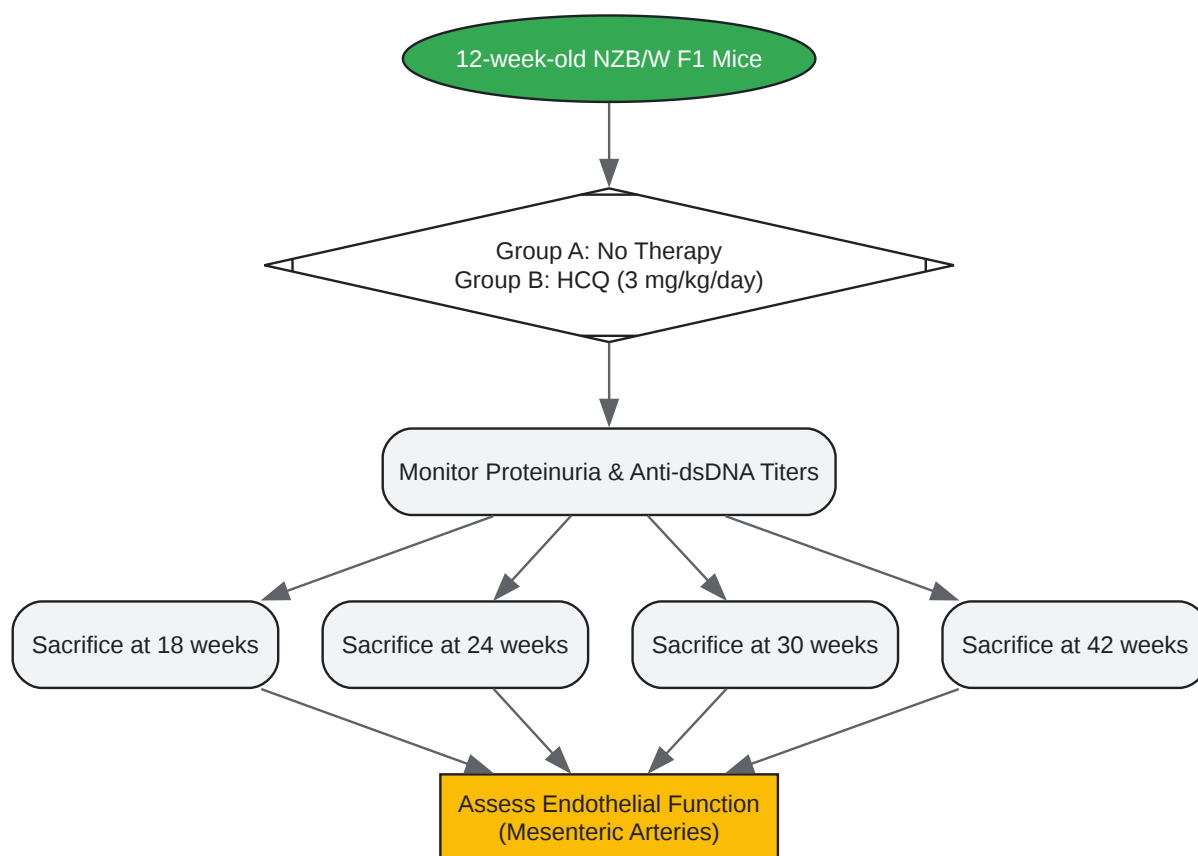 12-week-old NZB/W F1 Mice
Group A: No Therapy
Group B: HCQ (3 mg/kg/day)
Monitor Proteinuria & Anti-dsDNA Titers
Sacrifice at 18 weeks
Sacrifice at 24 weeks
Sacrifice at 30 weeks
Sacrifice at 42 weeks
Assess Endothelial Function
(Mesenteric Arteries)